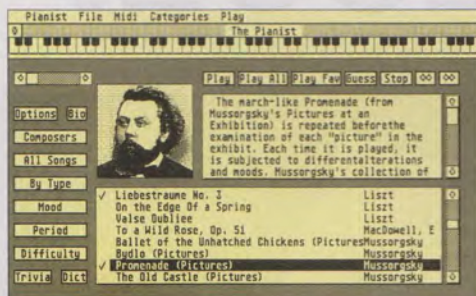 Pianist File Midi Categories Play
The Pianist
Play Play All Play Fav Guess Stop
Options Bio
Composers
All Songs
By Type
Mood
Period
Difficulty
Trivia Dict
The march-like Promenade (from
Mussorgsky's Pictures at an
Exhibition) is repeated beforethe
examination of each "picture" in the
exhibit. Each time it is played, it
is subjected to differentalterations
and moods. Mussorgsky's collection of
√ Liebestraume No. 3 Liszt
On the Edge Of a Spring Liszt
Valse Oubliee Liszt
To a Wild Rose, Op. 51 MacDowell, E
Ballet of the Unhatched Chickens (PicturesMussorgsky
Bydlo (Pictures) Mussorgsky
√ Promenade (Pictures) Mussorgsky
The Old Castle (Pictures) Mussorgsky